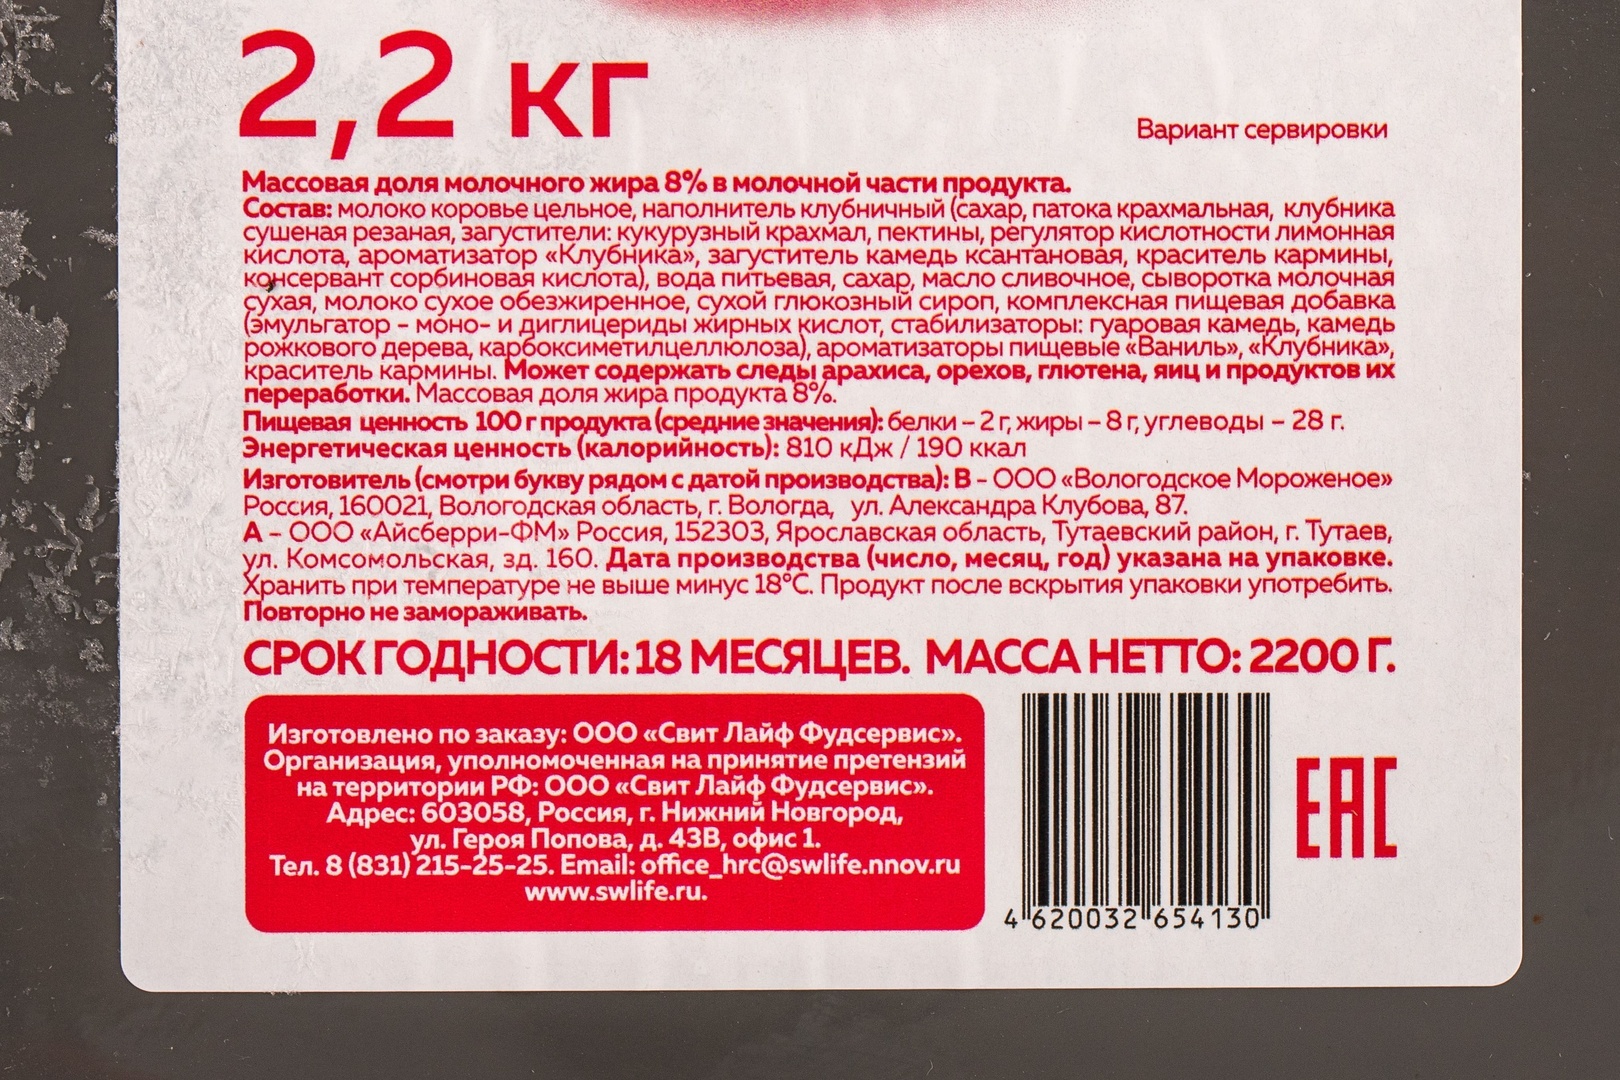 2,2 кг
Вариант сервировки
Массовая доля молочного жира 8% в молочной части продукта.
Состав: молоко коровье цельное, наполнитель клубничный (сахар, патока крахмальная, клубника
сушеная резаная, загустители: кукурузный крахмал, пектины, регулятор кислотности лимонная
кислота, ароматизатор «Клубника», загуститель камедь ксантановая, краситель кармины,
консервант сорбиновая кислота), вода питьевая, сахар, масло сливочное, сыворотка молочная
сухая, молоко сухое обезжиренное, сухой глюкозный сироп, комплексная пищевая добавка
(эмульгатор – моно- и диглицериды жирных кислот, стабилизаторы: гуаровая камедь, камедь
рожкового дерева, карбоксиметилцеллюлоза), ароматизаторы пищевые «Ваниль», «Клубника»,
краситель кармины. Может содержать следы арахиса, орехов, глютена, яиц и продуктов их
переработки. Массовая доля жира продукта 8%.
Пищевая ценность 100 г продукта (средние значения): белки – 2 г, жиры – 8 г, углеводы – 28 г.
Энергетическая ценность (калорийность): 810 кДж / 190 ккал
Изготовитель (смотри букву рядом с датой производства): В – ООО «Вологодское Мороженое»
Россия, 160021, Вологодская область, г. Вологда, ул. Александра Клубова, 87.
А – ООО «Айсберри-ФМ» Россия, 152303, Ярославская область, Тутаевский район, г. Тутаев,
ул. Комсомольская, зд. 160. Дата производства (число, месяц, год) указана на упаковке.
Хранить при температуре не выше минус 18°С. Продукт после вскрытия упаковки употребить.
Повторно не замораживать.
СРОК ГОДНОСТИ: 18 МЕСЯЦЕВ. МАССА НЕТТО: 2200 Г.
Изготовлено по заказу: ООО «Свит Лайф Фудсервис».
Организация, уполномоченная на принятие претензий
на территории РФ: ООО «Свит Лайф Фудсервис».
Адрес: 603058, Россия, г. Нижний Новгород,
ул. Героя Попова, д. 43В, офис 1.
Тел. 8 (831) 215-25-25. Email: office_hrc@swlife.nnov.ru
www.swlife.ru.
4 620032 654130
EAC